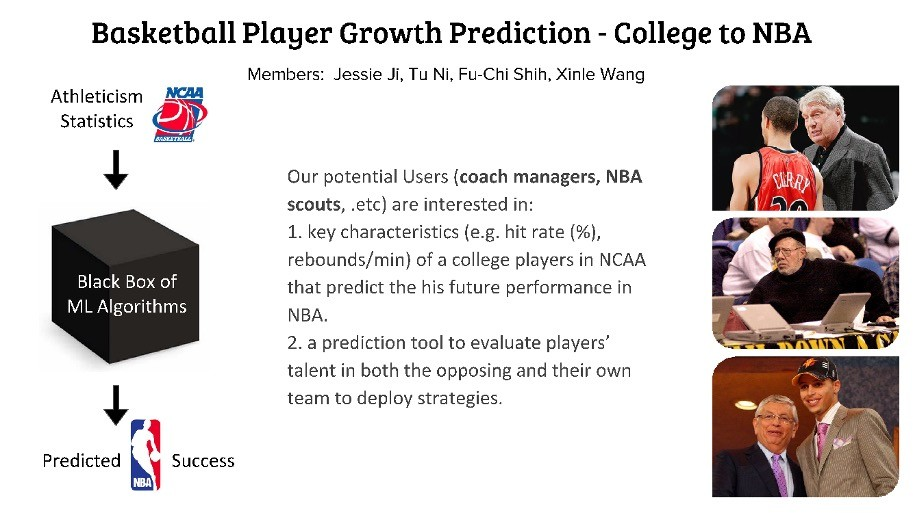 Basketball Player Growth Prediction - College to NBA
Members: Jessie Ji, Tu Ni, Fu-Chi Shih, Xinle Wang
Athleticism
Statistics
NCAA
BASKETBALL
Black Box of
ML Algorithms
Predicted
NBA
Success
Our potential Users (coach managers, NBA
scouts, .etc) are interested in:
1. key characteristics (e.g. hit rate (%),
rebounds/min) of a college players in NCAA
that predict the his future performance in
NBA.
2. a prediction tool to evaluate players’
talent in both the opposing and their own
team to deploy strategies.
CURRY
DOWN A